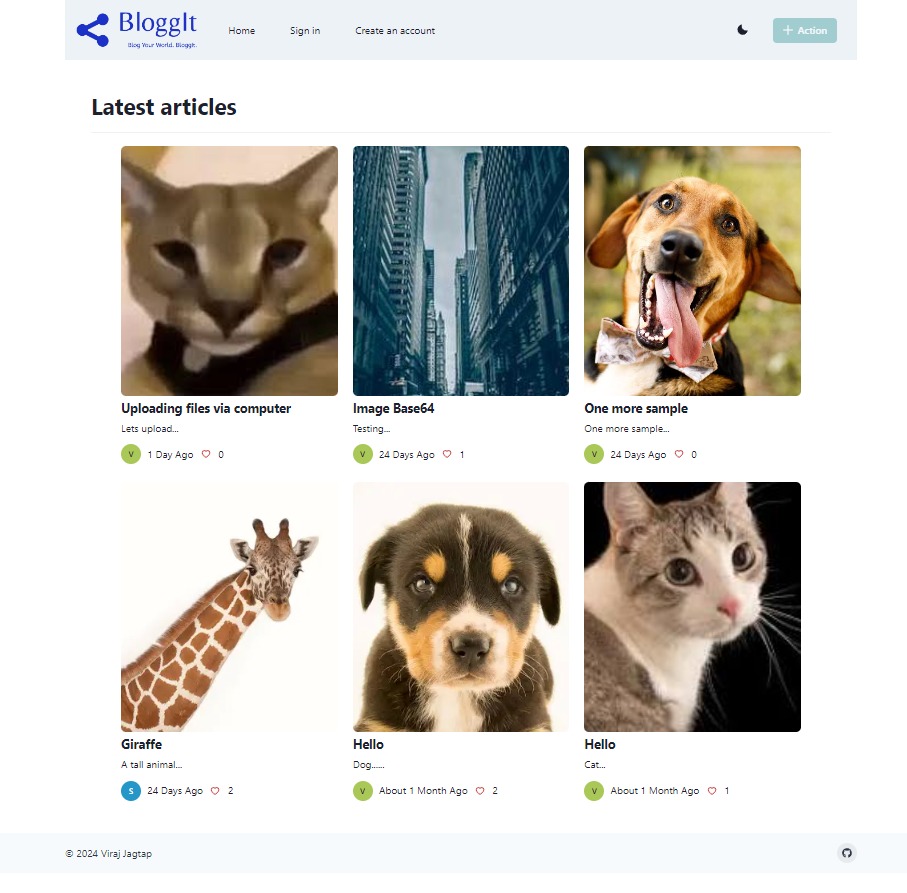 BloggIt
Blog Your World. BloggIt.
Home
Sign in
Create an account
Action
Latest articles
Uploading files via computer
Lets upload...
V 1 Day Ago 0
Image Base64
Testing...
V 24 Days Ago 1
One more sample
One more sample...
V 24 Days Ago 0
Giraffe
A tall animal...
S 24 Days Ago 2
Hello
Dog......
V About 1 Month Ago 2
Hello
Cat...
V About 1 Month Ago 1
© 2024 Viraj Jagtap